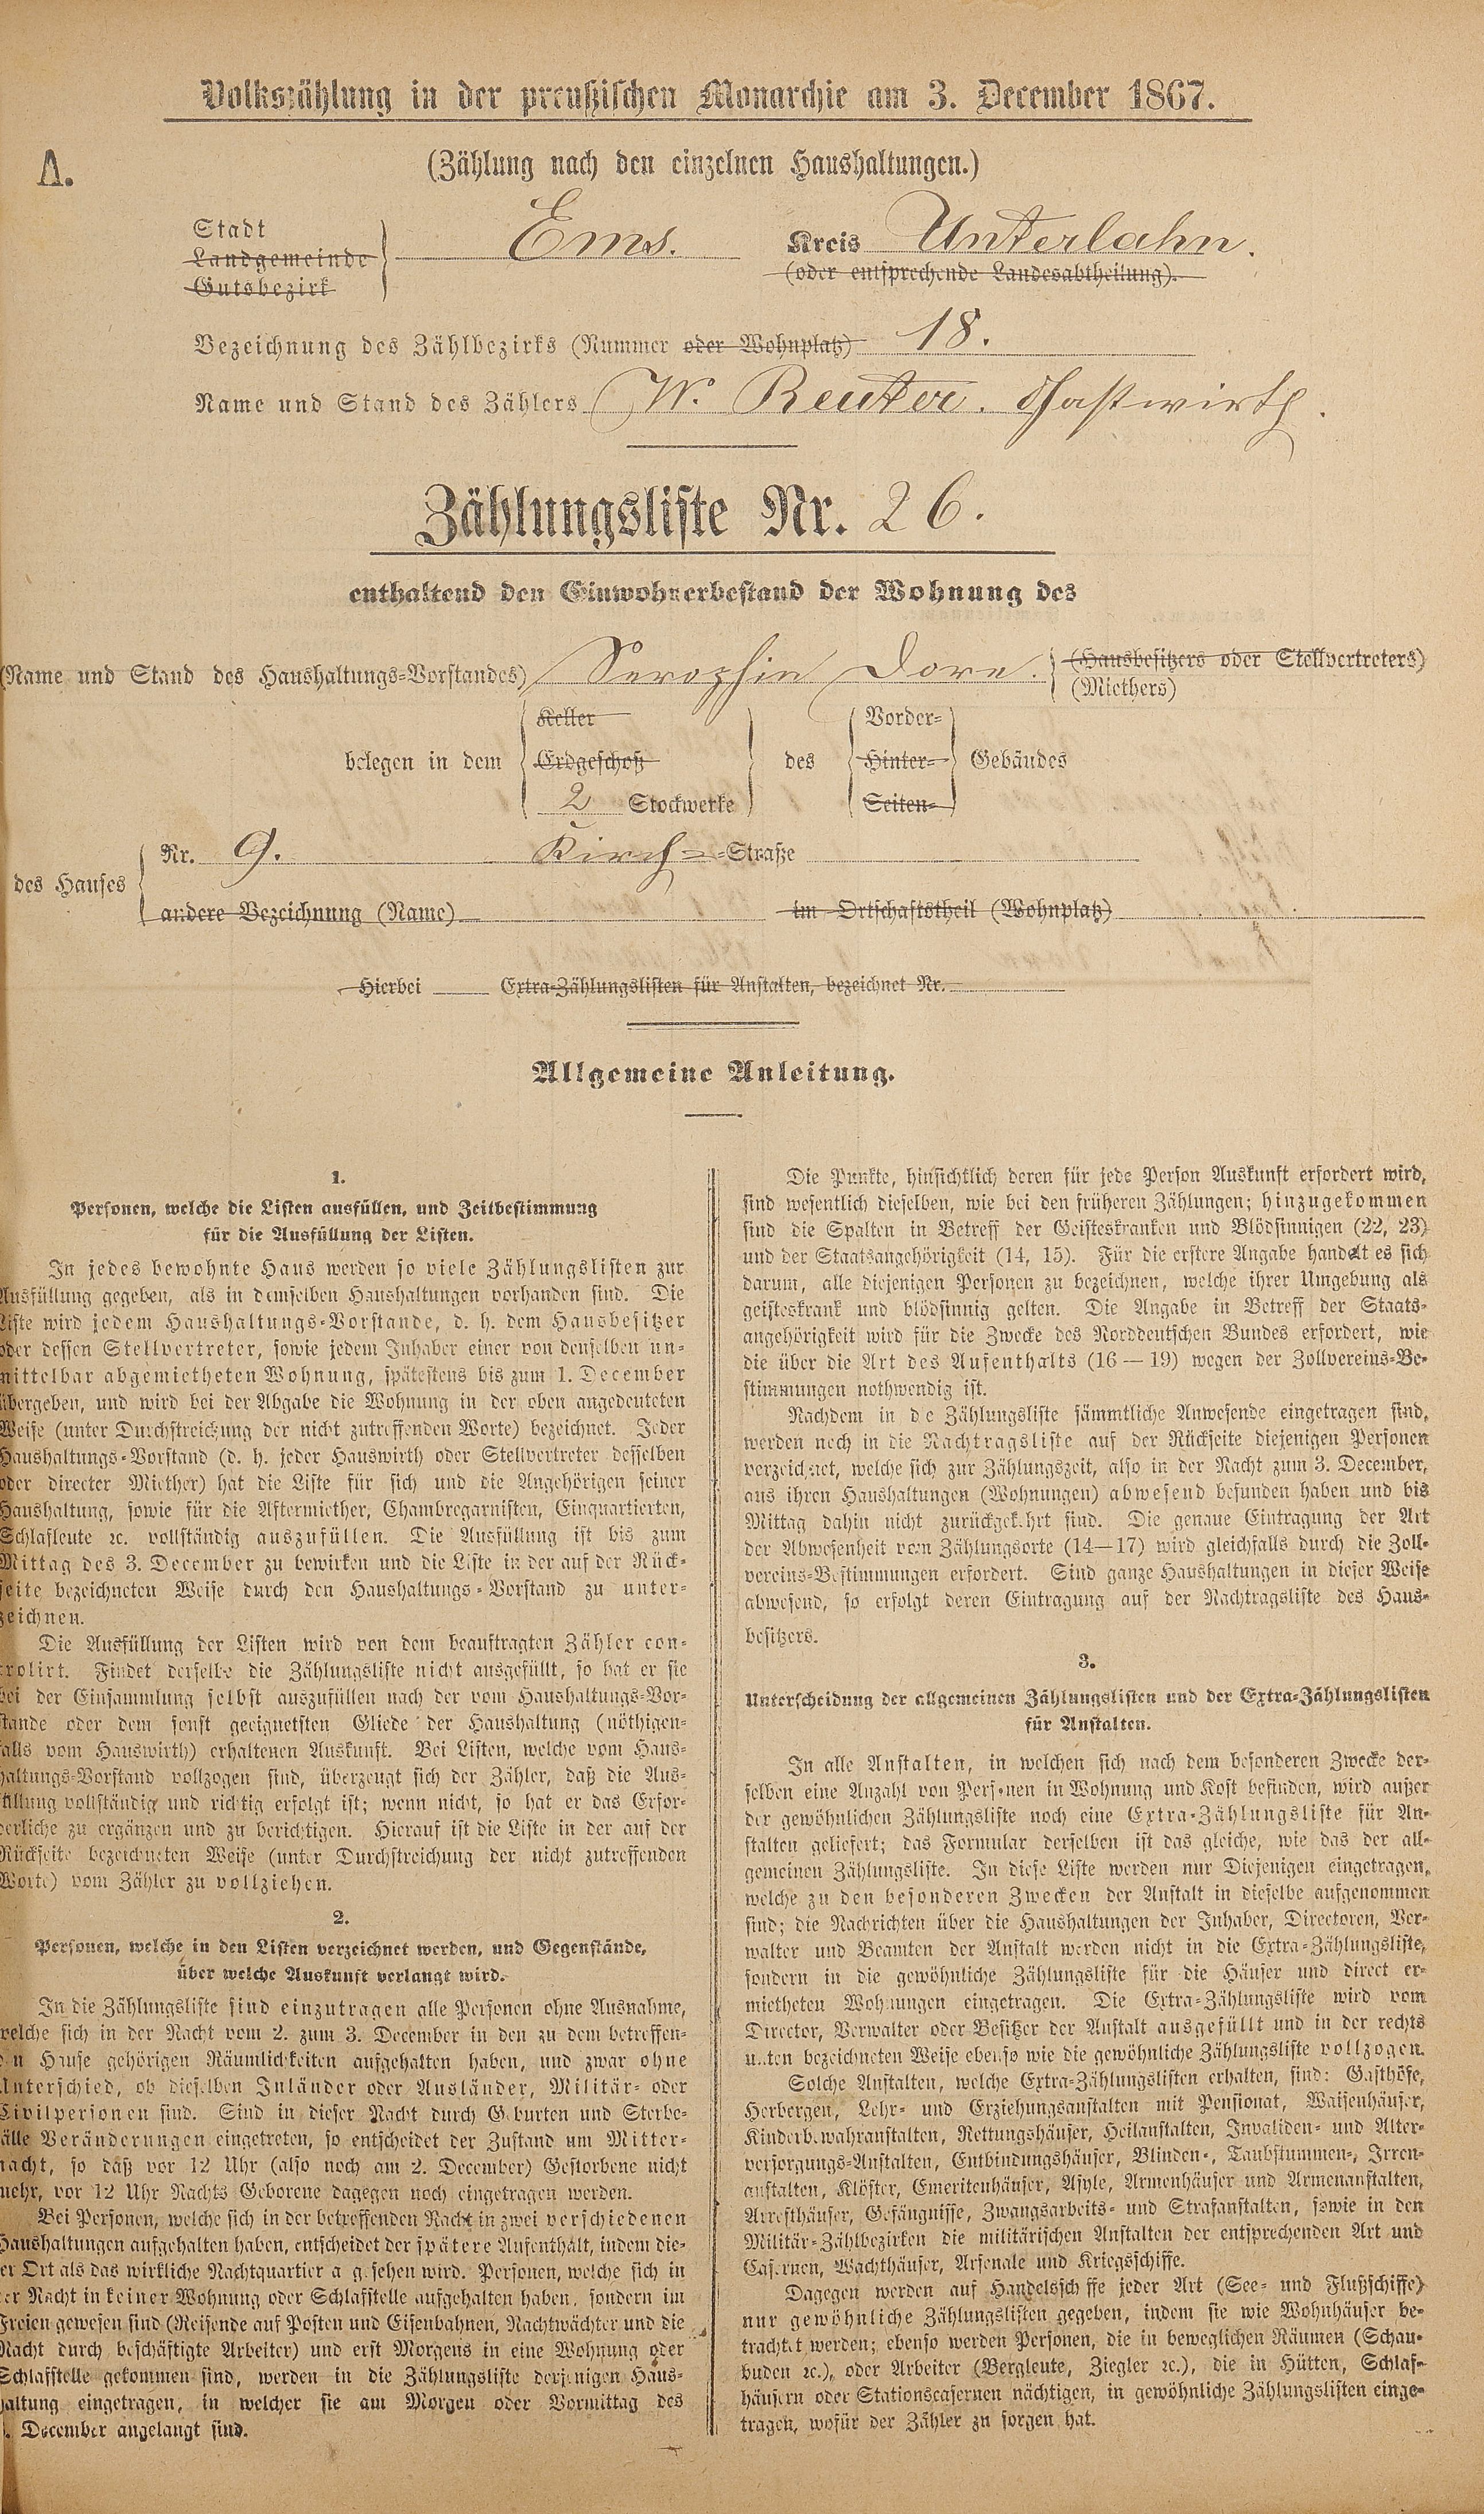 Volkszählung in der preußischen Monarchie am 3. December 1867.
A.
(Zählung nach den einzelnen Haushaltungen.)
Stadt
Landgemeinde
Gutsbezirk
Ems.
Kreis Unterlahn.
(oder entsprechende Landesabtheilung).
Bezeichnung des Zählbezirks (Nummer oder Wohnplatz) 18.
Name und Stand des Zählers W. Reuter. Gastwirth.
Zählungsliste Nr. 26.
enthaltend den Einwohnerbestand der Wohnung des
(Name und Stand des Haushaltungs-Vorstandes) Seraphin Dore. (Hausbesitzers oder Stellvertreters)
(Miethers)
belegen in dem
Keller
Erdgeschoß
2 Stockwerke
des
Vorder-
Hinter-
Seiten-
Gebäudes
des Hauses
Nr. 9. Kirch-Straße
andere Bezeichnung (Name) im Ortschaftstheil (Wohnplatz)
Hierbei Extra-Zählungslisten für Anstalten, bezeichnet Nr.
Allgemeine Anleitung.
1.
Personen, welche die Listen ausfüllen, und Zeitbestimmung
für die Ausfüllung der Listen.
In jedes bewohnte Haus werden so viele Zählungslisten zur
Ausfüllung gegeben, als in demselben Haushaltungen vorhanden sind. Die
Liste wird jedem Haushaltungs-Vorstande, d. h. dem Hausbesitzer
oder dessen Stellvertreter, sowie jedem Inhaber einer von denselben un-
mittelbar abgemietheten Wohnung, spätestens bis zum 1. December
übergeben, und wird bei der Abgabe die Wohnung in der oben angedeuteten
Weise (unter Durchstreichung der nicht zutreffenden Worte) bezeichnet. Jeder
Haushaltungs-Vorstand (d. h. jeder Hauswirth oder Stellvertreter desselben
oder directer Miether) hat die Liste für sich und die Angehörigen seiner
Haushaltung, sowie für die Aftermiether, Chambregarnisten, Einquartierten,
Schlafleute ꝛc. vollständig auszufüllen. Die Ausfüllung ist bis zum
Mittag des 3. December zu bewirken und die Liste in der auf der Rück-
seite bezeichneten Weise durch den Haushaltungs-Vorstand zu unter-
zeichnen.
Die Ausfüllung der Listen wird von dem beauftragten Zähler con-
trolirt. Findet derselbe die Zählungsliste nicht ausgefüllt, so hat er sie
bei der Einsammlung selbst auszufüllen nach der vom Haushaltungs-Vor-
stande oder dem sonst geeignetsten Gliede der Haushaltung (nöthigen-
falls vom Hauswirth) erhaltenen Auskunft. Bei Listen, welche vom Haus-
haltungs-Vorstand vollzogen sind, überzeugt sich der Zähler, daß die Aus-
füllung vollständig und richtig erfolgt ist; wenn nicht, so hat er das Erfor-
derliche zu ergänzen und zu berichtigen. Hierauf ist die Liste in der auf der
Rückseite bezeichneten Weise (unter Durchstreichung der nicht zutreffenden
Worte) vom Zähler zu vollziehen.
2.
Personen, welche in den Listen verzeichnet werden, und Gegenstände,
über welche Auskunft verlangt wird.
In die Zählungsliste sind einzutragen alle Personen ohne Ausnahme,
welche sich in der Nacht vom 2. zum 3. December in den zu dem betreffen-
den Hause gehörigen Räumlichkeiten aufgehalten haben, und zwar ohne
Unterschied, ob dieselben Inländer oder Ausländer, Militär- oder
Civilpersonen sind. Sind in dieser Nacht durch Geburten und Sterbe-
fälle Veränderungen eingetreten, so entscheidet der Zustand um Mitter-
nacht, so daß vor 12 Uhr (also noch am 2. December) Gestorbene nicht
mehr, vor 12 Uhr Nachts Geborene dagegen noch eingetragen werden.
Bei Personen, welche sich in der betreffenden Nacht in zwei verschiedenen
Haushaltungen aufgehalten haben, entscheidet der spätere Aufenthalt, indem die-
ser Ort als das wirkliche Nachtquartier angesehen wird. Personen, welche sich in
der Nacht in keiner Wohnung oder Schlafstelle aufgehalten haben, sondern im
Freien gewesen sind (Reisende auf Posten und Eisenbahnen, Nachtwächter und die
Nacht durch beschäftigte Arbeiter) und erst Morgens in eine Wohnung oder
Schlafstelle gekommen sind, werden in die Zählungsliste derjenigen Haus-
haltung eingetragen, in welcher sie am Morgen oder Vormittag des
3. December angelangt sind.
Die Punkte, hinsichtlich deren für jede Person Auskunft erfordert wird,
sind wesentlich dieselben, wie bei den früheren Zählungen; hinzugekommen
sind die Spalten in Betreff der Geisteskranken und Blödsinnigen (22, 23)
und der Staatsangehörigkeit (14, 15). Für die erstere Angabe handelt es sich
darum, alle diejenigen Personen zu bezeichnen, welche ihrer Umgebung als
geisteskrank und blödsinnig gelten. Die Angabe in Betreff der Staats-
angehörigkeit wird für die Zwecke des Norddeutschen Bundes erfordert, wie
die über die Art des Aufenthalts (16—19) wegen der Zollvereins-Be-
stimmungen nothwendig ist.
Nachdem in die Zählungsliste sämmtliche Anwesende eingetragen sind,
werden noch in die Nachtragsliste auf der Rückseite diejenigen Personen
verzeichnet, welche sich zur Zählungszeit, also in der Nacht zum 3. December,
aus ihren Haushaltungen (Wohnungen) abwesend befunden haben und bis
Mittag dahin nicht zurückgekehrt sind. Die genaue Eintragung der Art
der Abwesenheit vom Zählungsorte (14—17) wird gleichfalls durch die Zoll-
vereins-Bestimmungen erfordert. Sind ganze Haushaltungen in dieser Weise
abwesend, so erfolgt deren Eintragung auf der Nachtragsliste des Haus-
besitzers.
3.
Unterscheidung der allgemeinen Zählungslisten und der Extra-Zählungslisten
für Anstalten.
In alle Anstalten, in welchen sich nach dem besonderen Zwecke der-
selben eine Anzahl von Personen in Wohnung und Kost befinden, wird außer
der gewöhnlichen Zählungsliste noch eine Extra-Zählungsliste für An-
stalten geliefert; das Formular derselben ist das gleiche, wie das der all-
gemeinen Zählungsliste. In diese Liste werden nur Diejenigen eingetragen,
welche zu den besonderen Zwecken der Anstalt in dieselbe aufgenommen
sind; die Nachrichten über die Haushaltungen der Inhaber, Directoren, Ver-
walter und Beamten der Anstalt werden nicht in die Extra-Zählungsliste,
sondern in die gewöhnliche Zählungsliste für die Häuser und direct er-
mietheten Wohnungen eingetragen. Die Extra-Zählungsliste wird vom
Director, Verwalter oder Besitzer der Anstalt ausgefüllt und in der rechts
unten bezeichneten Weise ebenso wie die gewöhnliche Zählungsliste vollzogen.
Solche Anstalten, welche Extra-Zählungslisten erhalten, sind: Gasthöfe,
Herbergen, Lehr- und Erziehungsanstalten mit Pensionat, Waisenhäuser,
Kinderbewahranstalten, Rettungshäuser, Heilanstalten, Invaliden- und Alter-
versorgungs-Anstalten, Entbindungshäuser, Blinden-, Taubstummen-, Irren-
anstalten, Klöster, Emeritenhäuser, Asyle, Armenhäuser und Armenanstalten,
Arresthäuser, Gefängnisse, Zwangsarbeits- und Strafanstalten, sowie in den
Militär-Zählbezirken die militärischen Anstalten der entsprechenden Art und
Casernen, Wachthäuser, Arsenale und Kriegsschiffe.
Dagegen werden auf Handelsschiffe jeder Art (See- und Flußschiffe)
nur gewöhnliche Zählungslisten gegeben, indem sie wie Wohnhäuser be-
trachtet werden; ebenso werden Personen, die in beweglichen Räumen (Schau-
buden ꝛc.), oder Arbeiter (Bergleute, Ziegler ꝛc.), die in Hütten, Schlaf-
häusern oder Stationscasernen nächtigen, in gewöhnliche Zählungslisten einge-
tragen, wofür der Zähler zu sorgen hat.